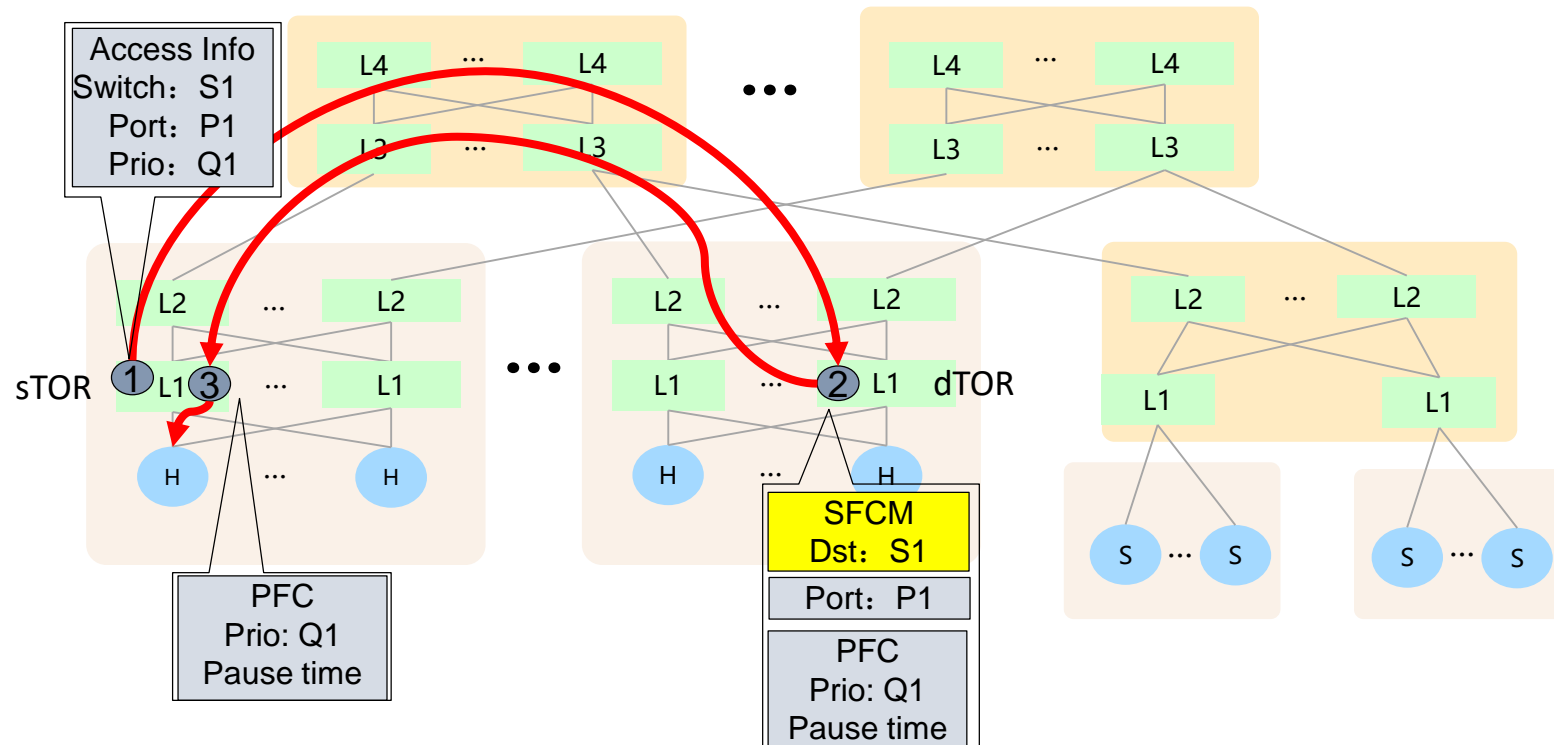 Access Info
Switch：S1
Port：P1
Prio：Q1
L4 ... L4
L3 ... L3
...
L4 ... L4
L3 ... L3
L2 ... L2
sTOR 1 L1 3 ... L1
H ... H
...
L2 ... L2
L1 ... 2 L1 dTOR
H ... H
L2 ... L2
L1 L1
S ... S
S ... S
PFC
Prio: Q1
Pause time
SFCM
Dst：S1
Port：P1
PFC
Prio: Q1
Pause time